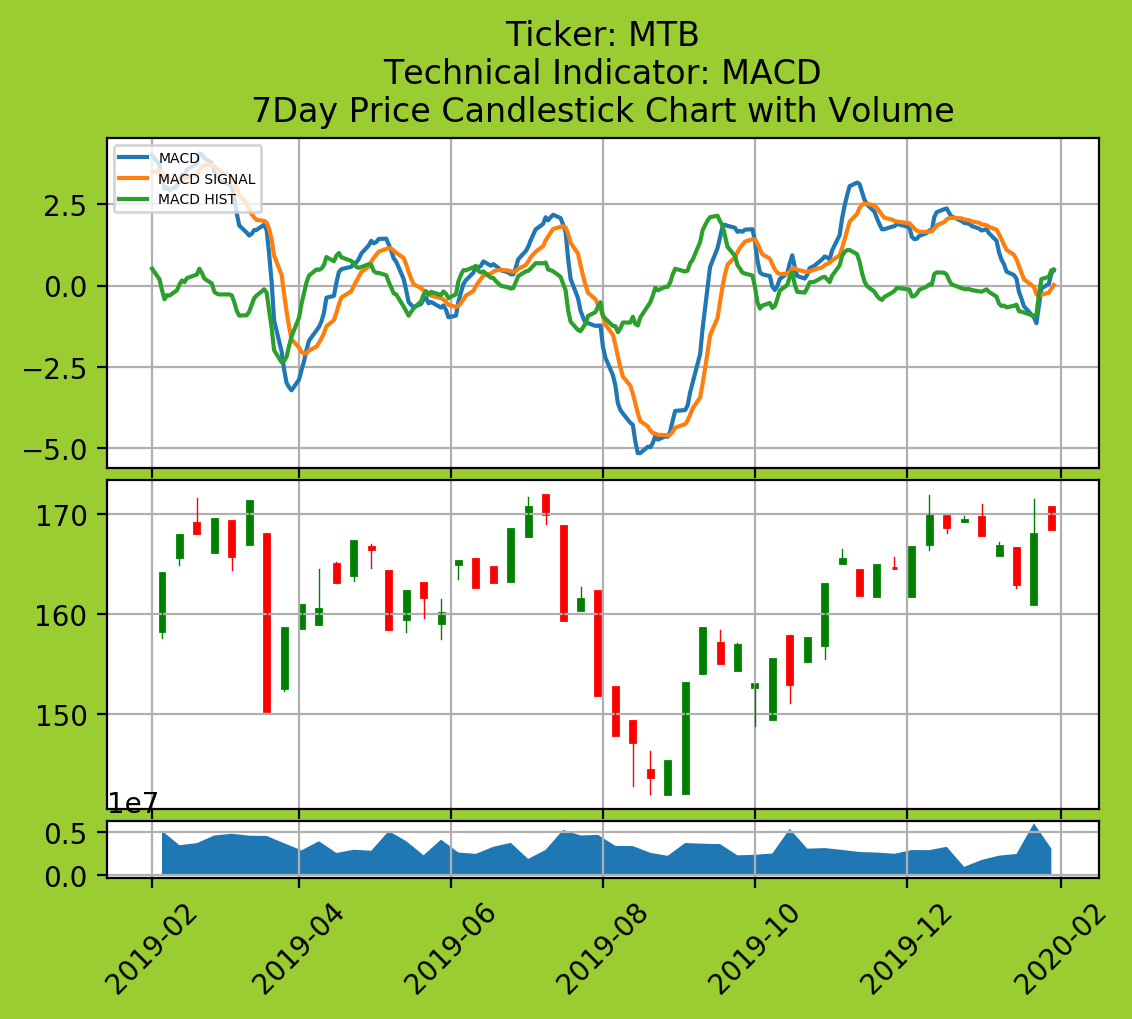 Ticker: MTB
Technical Indicator: MACD
7Day Price Candlestick Chart with Volume
MACD
MACD SIGNAL
MACD HIST
2.5
0.0
−2.5
−5.0
170
160
150
1e7
0.5
0.0
2019-02
2019-04
2019-06
2019-08
2019-10
2019-12
2020-02